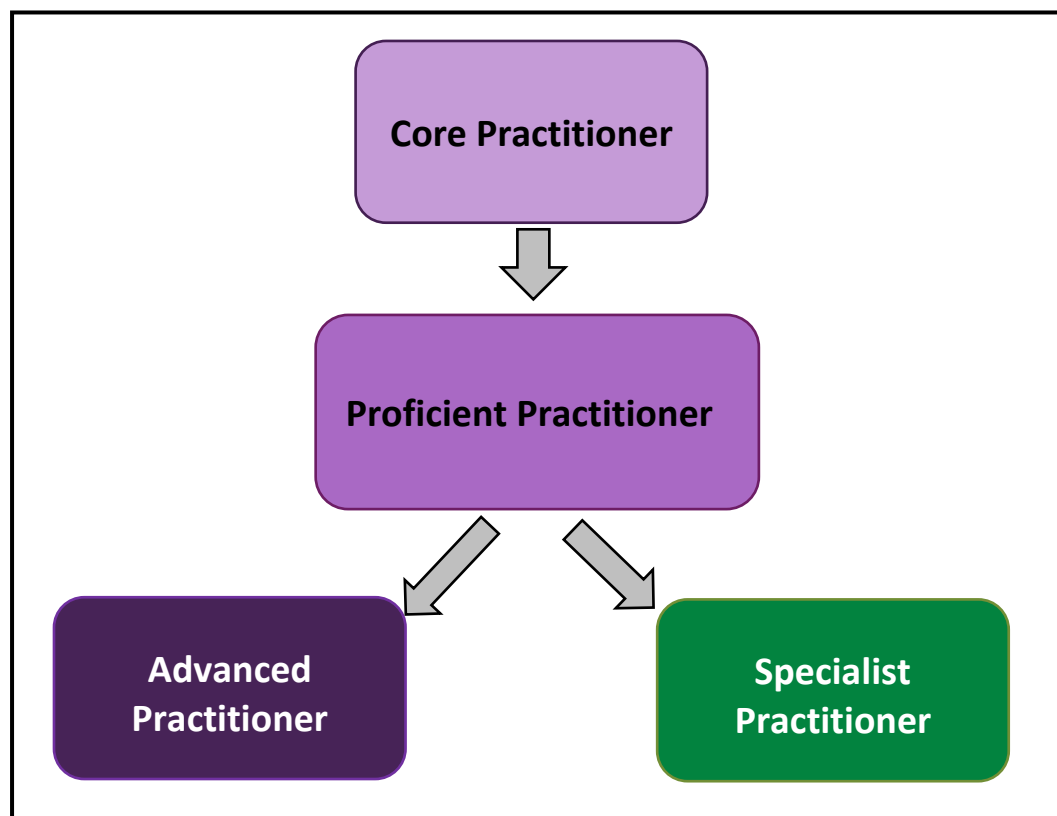 Core Practitioner
Proficient Practitioner
Advanced
Practitioner
Specialist
Practitioner